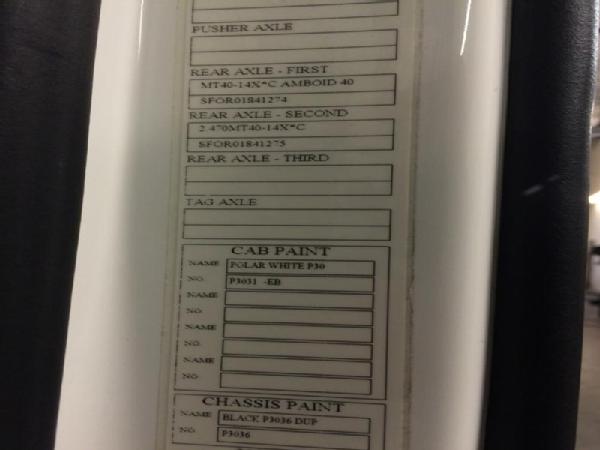 PUSHER AXLE
REAR AXLE - FIRST
MT40-14X*C AMBOID 40
SFOR01841274
REAR AXLE - SECOND
2.470MT40-14X*C
SFOR01841275
REAR AXLE - THIRD
TAG AXLE
CAB PAINT
NAME POLAR WHITE P30
NO. P3031 -EB
NAME
NO.
NAME
NO.
NAME
NO.
CHASSIS PAINT
NAME BLACK P3036 DUP
NO. P3036